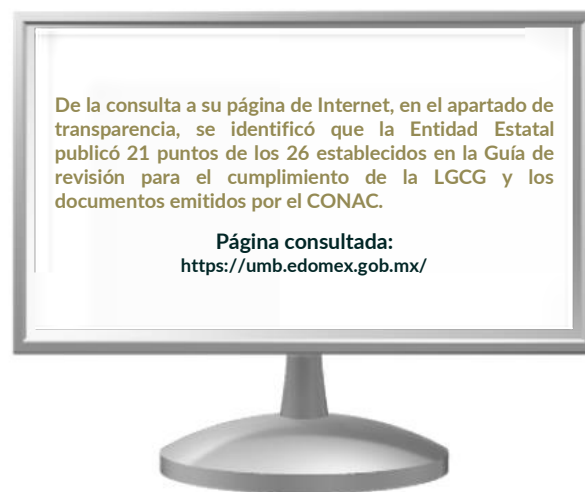 De la consulta a su página de Internet, en el apartado de
transparencia, se identificó que la Entidad Estatal
publicó 21 puntos de los 26 establecidos en la Guía de
revisión para el cumplimiento de la LGCG y los
documentos emitidos por el CONAC.
Página consultada:
https://umb.edomex.gob.mx/